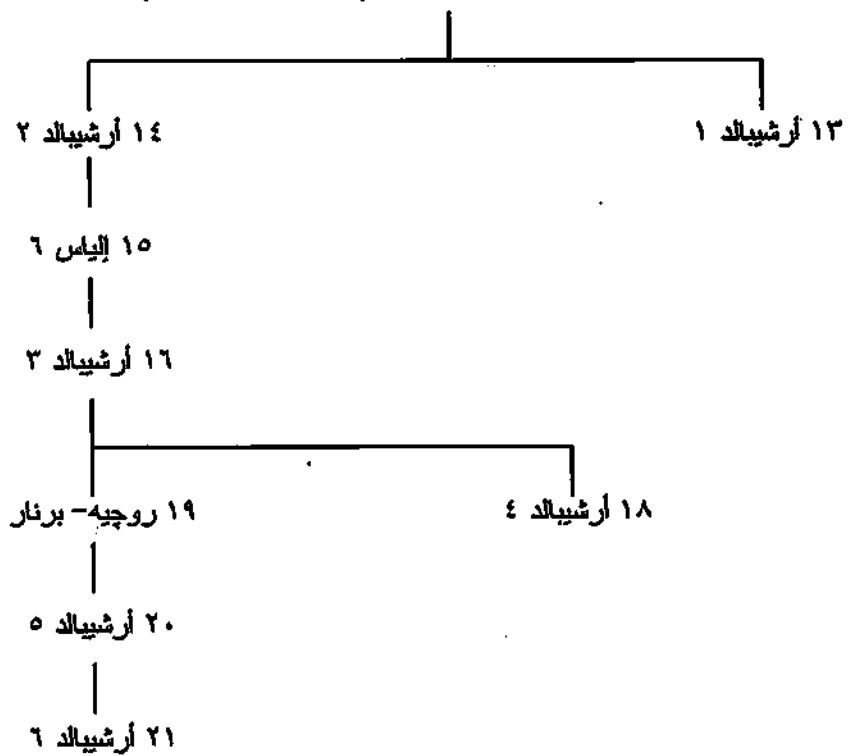 ١٣ أرشيبالد ١
١٤ أرشيبالد ٢
١٥ إلياس ٦
١٦ أرشيبالد ٣
١٨ أرشيبالد ٤
١٩ روجيه- برنار
٢٠ أرشيبالد ٥
٢١ أرشيبالد ٦